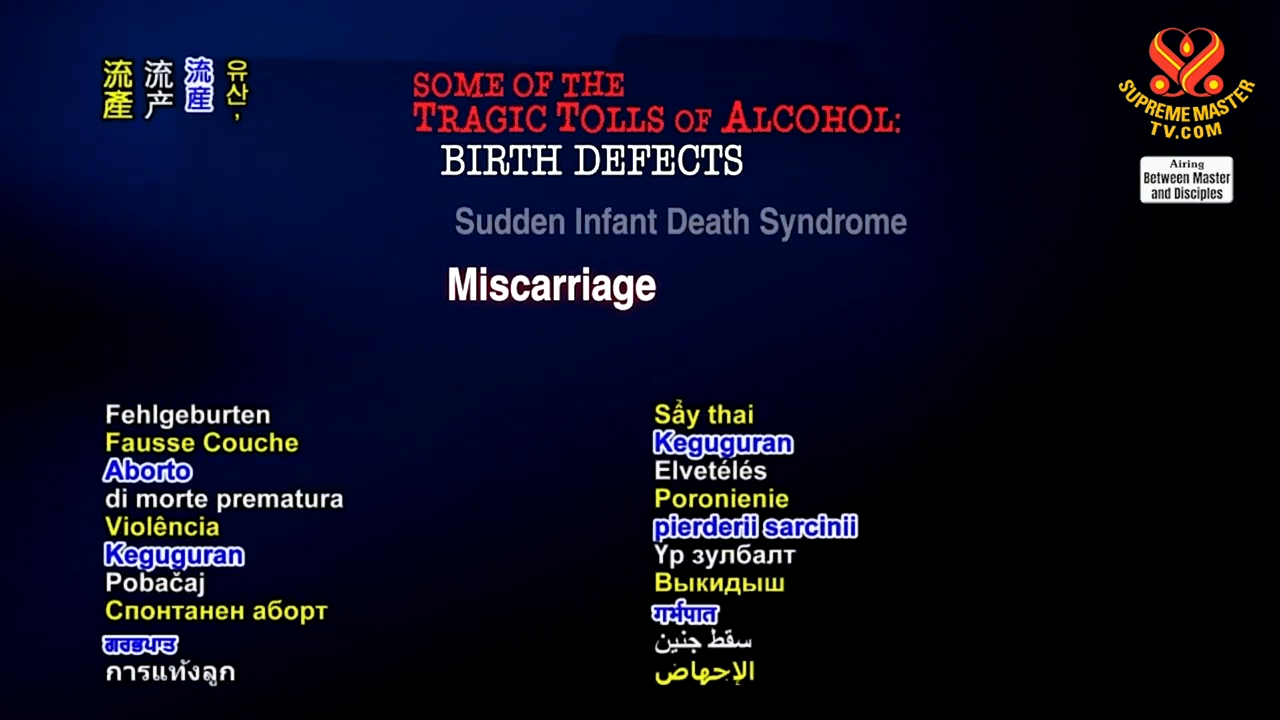 流產
流产
流産
유산,
SOME OF THE
TRAGIC TOLLS OF ALCOHOL:
BIRTH DEFECTS
Sudden Infant Death Syndrome
Miscarriage
SUPREME MASTER
TV.COM
Airing
Between Master
and Disciples
Fehlgeburten
Fausse Couche
Aborto
di morte prematura
Violência
Keguguran
Pobačaj
Спонтанен аборт
ਗਰਭਪਾਤ
การแท้งลูก
Sẩy thai
Keguguran
Elvetélés
Poronienie
pierderii sarcinii
Үр зулбалт
Выкидыш
गर्भपात
سقط جنین
الإجهاض